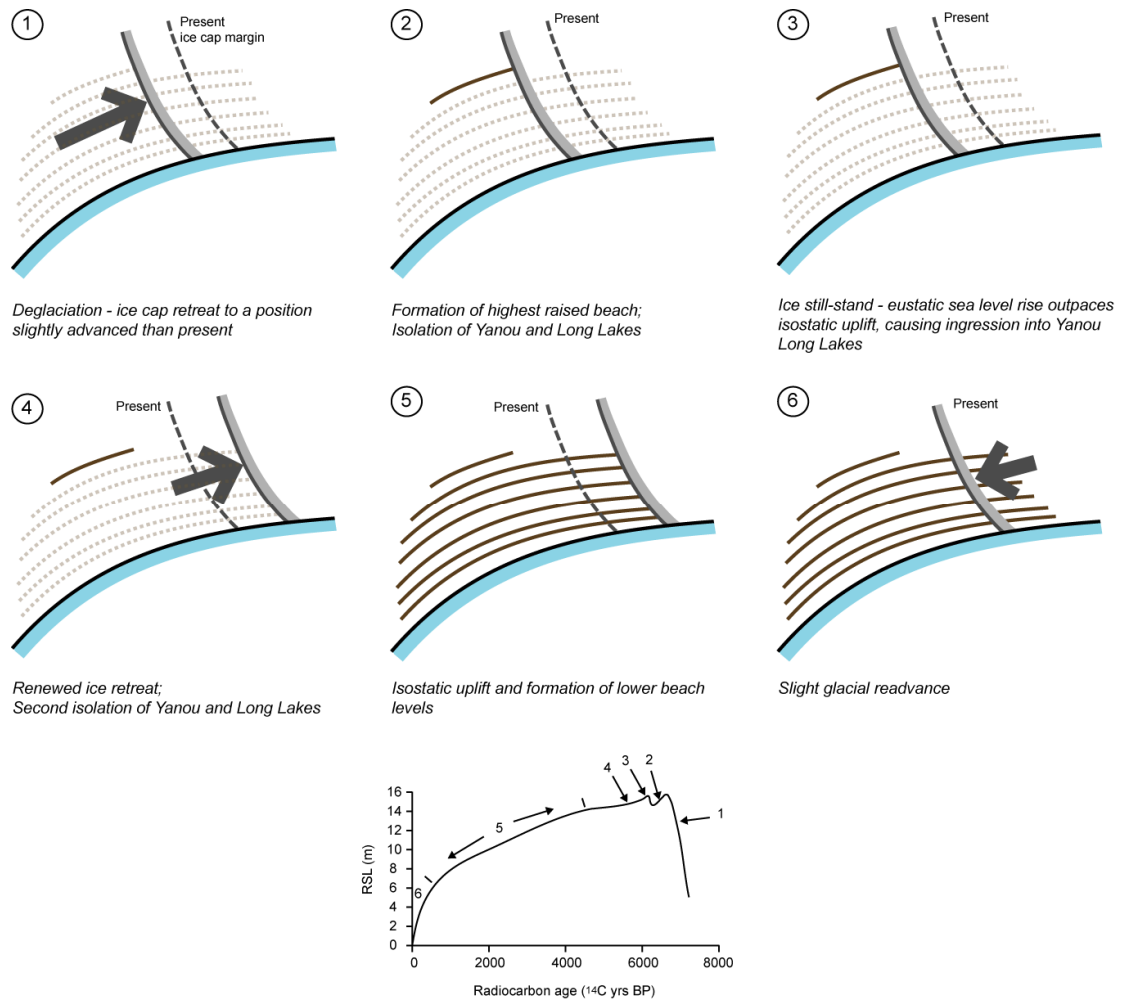 1
Present
ice cap margin
2
Present
3
Present
Deglaciation - ice cap retreat to a position
slightly advanced than present
Formation of highest raised beach;
Isolation of Yanou and Long Lakes
Ice still-stand - eustatic sea level rise outpaces
isostatic uplift, causing ingression into Yanou
Long Lakes
4
Present
5
Present
6
Present
Renewed ice retreat;
Second isolation of Yanou and Long Lakes
Isostatic uplift and formation of lower beach
levels
Slight glacial readvance
RSL (m)
16
14
12
10
8
6
4
2
0
4
3
2
1
5
6
0
2000
4000
6000
8000
Radiocarbon age (¹⁴C yrs BP)